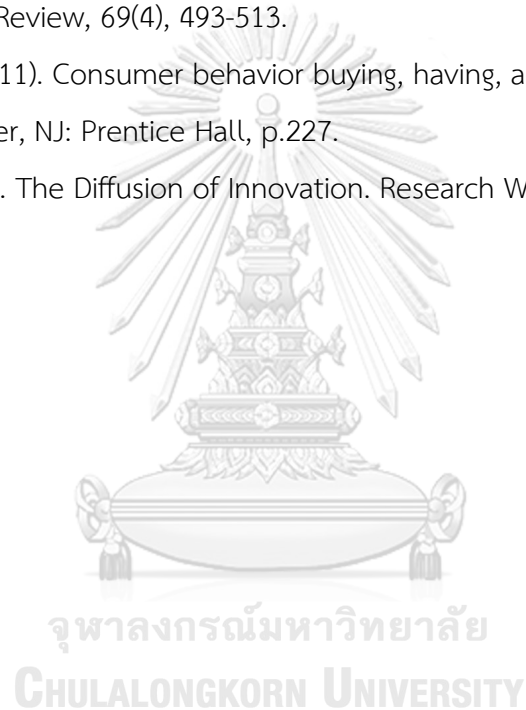 Review, 69(4), 493-513.
11). Consumer behavior buying, having, a
er, NJ: Prentice Hall, p.227.
. The Diffusion of Innovation. Research W
จุฬาลงกรณ์มหาวิทยาลัย
CHULALONGKORN UNIVERSITY